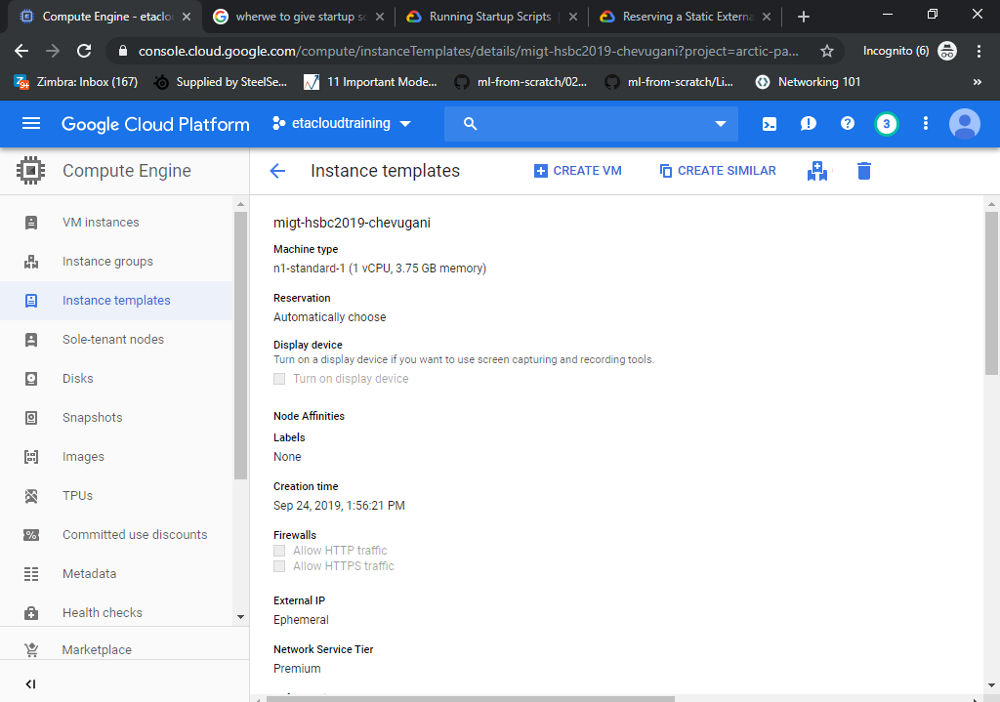 Compute Engine - etaclo
wherwe to give startup sc
Running Startup Scripts
Reserving a Static Externa
console.cloud.google.com/compute/instanceTemplates/details/migt-hsbc2019-chevugani?project=arctic-pa...
Incognito (6)
Zimbra: Inbox (167)
Supplied by SteelSe...
11 Important Mode...
ml-from-scratch/02...
ml-from-scratch/Li...
Networking 101
»
Google Cloud Platform
etacloudtraining
3
Compute Engine
Instance templates
CREATE VM
CREATE SIMILAR
VM instances
Instance groups
Instance templates
Sole-tenant nodes
Disks
Snapshots
Images
TPUs
Committed use discounts
Metadata
Health checks
Marketplace
migt-hsbc2019-chevugani
Machine type
n1-standard-1 (1 vCPU, 3.75 GB memory)
Reservation
Automatically choose
Display device
Turn on a display device if you want to use screen capturing and recording tools.
Turn on display device
Node Affinities
Labels
None
Creation time
Sep 24, 2019, 1:56:21 PM
Firewalls
Allow HTTP traffic
Allow HTTPS traffic
External IP
Ephemeral
Network Service Tier
Premium